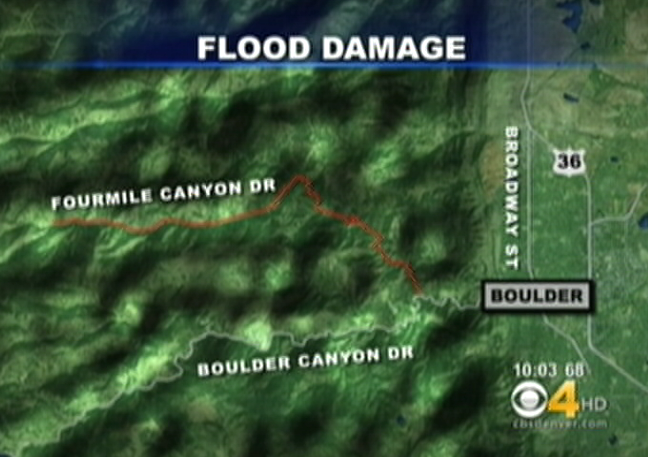 FLOOD DAMAGE
FOURMILE CANYON DR
BROADWAY ST
36
BOULDER
BOULDER CANYON DR
10:03 68
4 HD
cbsdenver.com